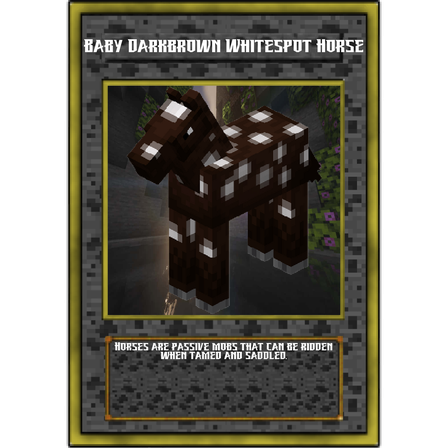 Baby Darkbrown Whitespot Horse
Horses are passive mobs that can be ridden
when tamed and saddled.